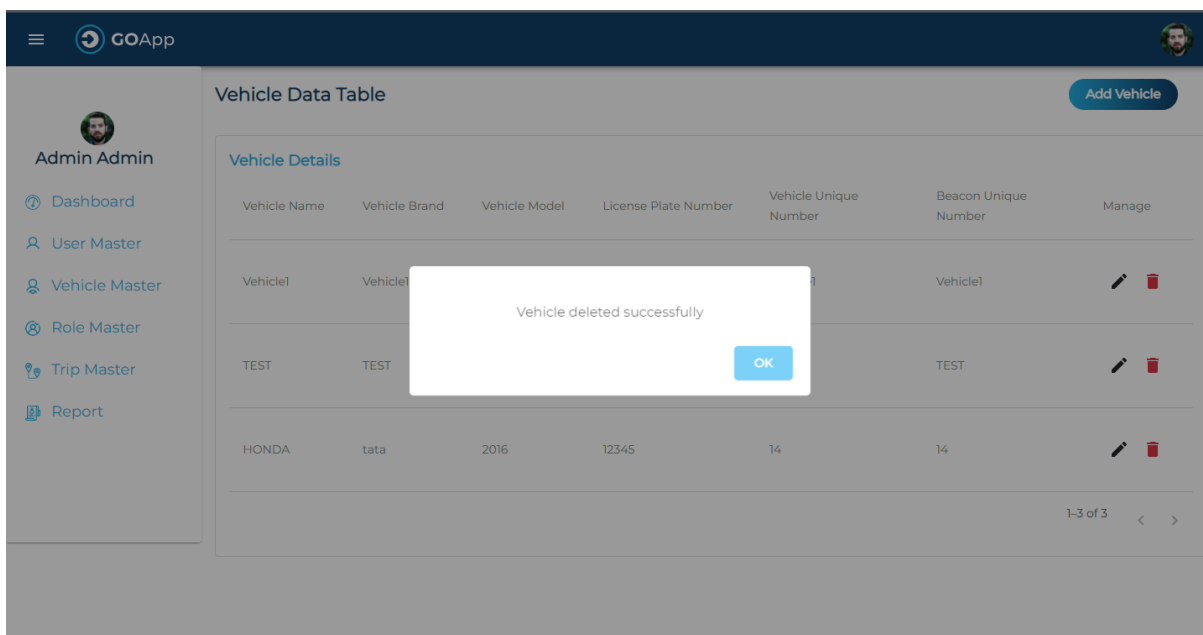 GOApp
Vehicle Data Table
Add Vehicle
Admin Admin
Dashboard
User Master
Vehicle Master
Role Master
Trip Master
Report
Vehicle Details
Vehicle Name Vehicle Brand Vehicle Model License Plate Number Vehicle Unique Number Beacon Unique Number Manage
Vehicle1 Vehicle1 1 Vehicle1
TEST TEST TEST
HONDA tata 2016 12345 14 14
1–3 of 3
Vehicle deleted successfully
OK